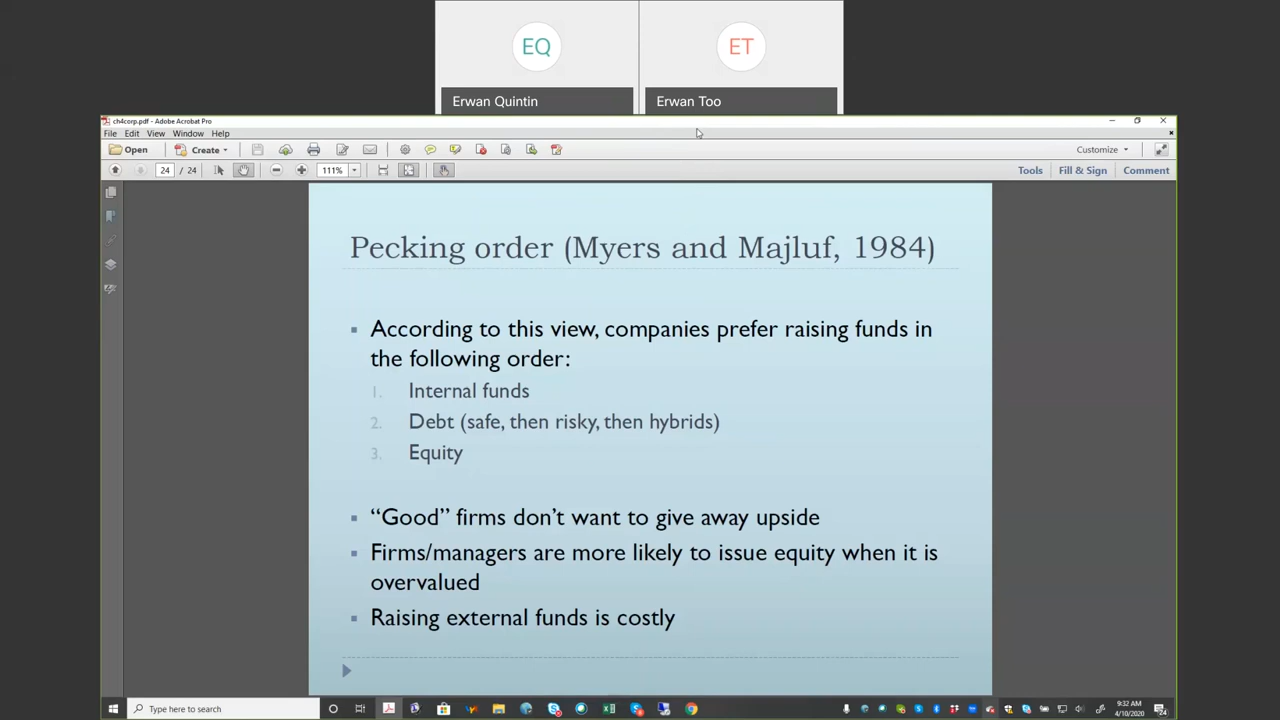 EQ
ET
Erwan Quintin
Erwan Too
ch4corp.pdf - Adobe Acrobat Pro
File Edit View Window Help
Open Create Customize
24 / 24 111% Tools Fill & Sign Comment
Pecking order (Myers and Majluf, 1984)
According to this view, companies prefer raising funds in
the following order:
1. Internal funds
2. Debt (safe, then risky, then hybrids)
3. Equity
“Good” firms don’t want to give away upside
Firms/managers are more likely to issue equity when it is
overvalued
Raising external funds is costly
Type here to search
9:32 AM
4/10/2020